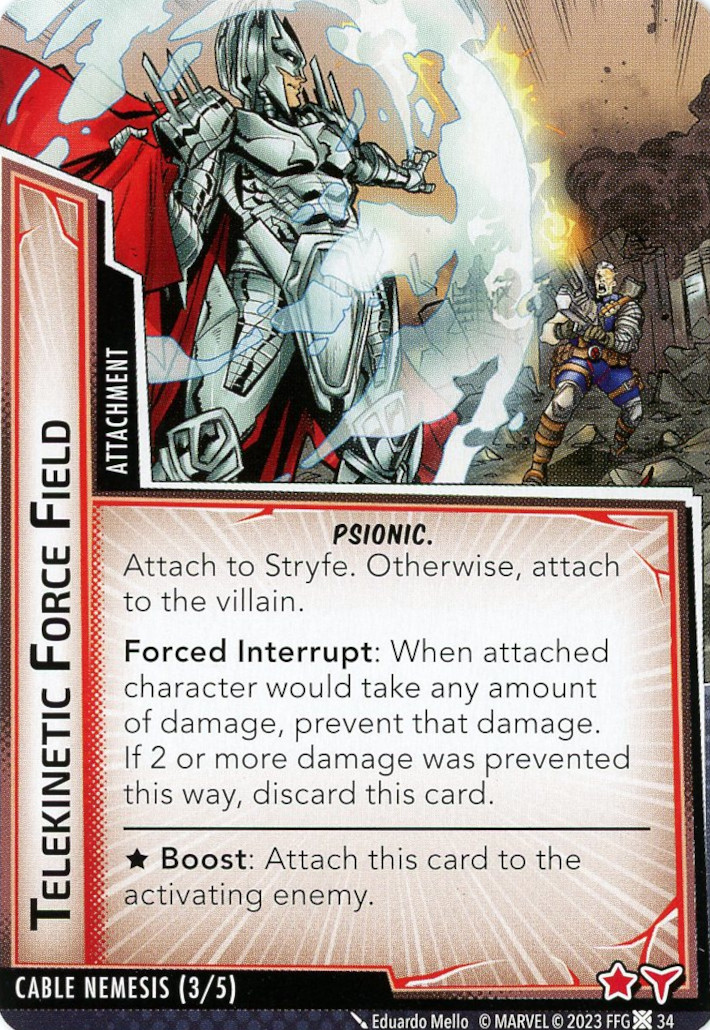 ATTACHMENT
TELEKINETIC FORCE FIELD
PSIONIC.
Attach to Stryfe. Otherwise, attach
to the villain.
Forced Interrupt: When attached
character would take any amount
of damage, prevent that damage.
If 2 or more damage was prevented
this way, discard this card.
★ Boost: Attach this card to the
activating enemy.
CABLE NEMESIS (3/5)
Eduardo Mello © MARVEL © 2023 FFG 34